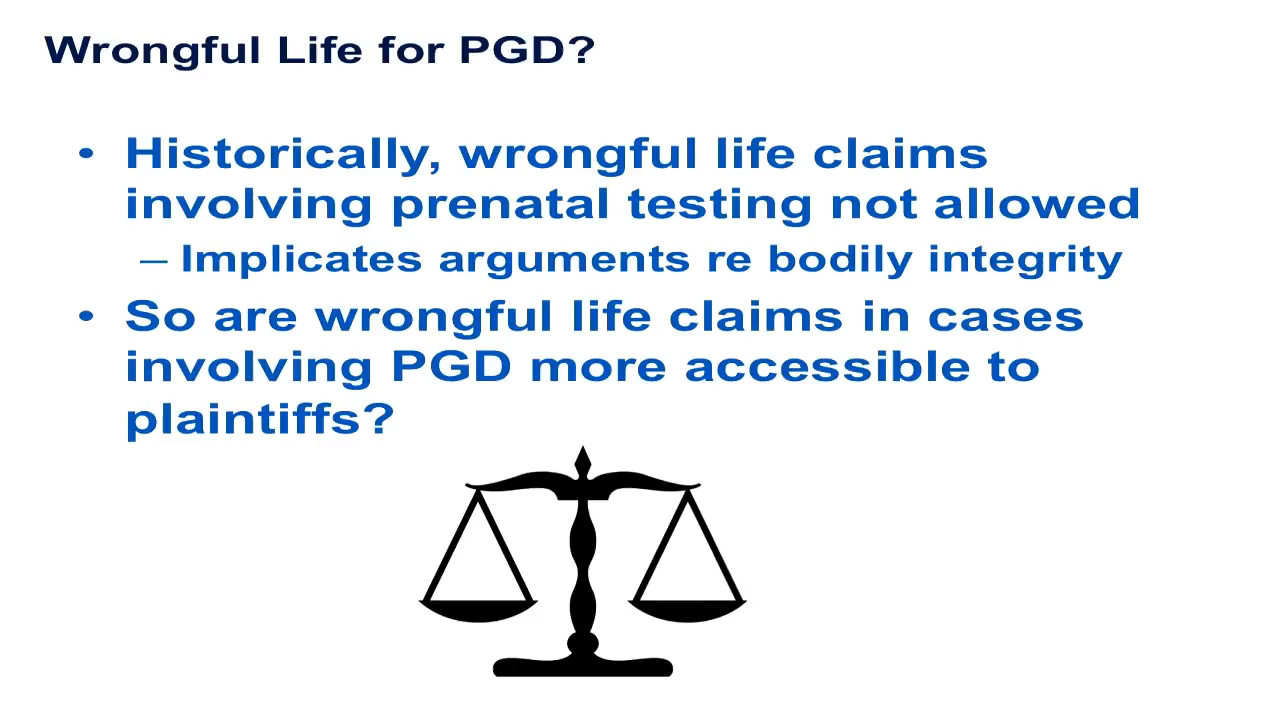 Wrongful Life for PGD?
• Historically, wrongful life claims
involving prenatal testing not allowed
– Implicates arguments re bodily integrity
• So are wrongful life claims in cases
involving PGD more accessible to
plaintiffs?